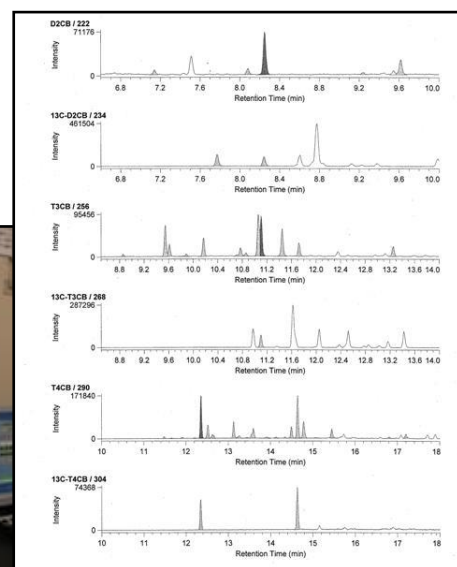 D2CB / 222
71176
Intensity
0
6.8 7.2 7.6 8.0 8.4 8.8 9.2 9.6 10.0
Retention Time (min)
13C-D2CB / 234
461504
Intensity
0
6.8 7.2 7.6 8.0 8.4 8.8 9.2 9.6 10.0
Retention Time (min)
T3CB / 256
95456
Intensity
0
8.8 9.2 9.6 10.0 10.4 10.8 11.2 11.6 12.0 12.4 12.8 13.2 13.6 14.0
Retention Time (min)
13C-T3CB / 268
287296
Intensity
0
8.8 9.2 9.6 10.0 10.4 10.8 11.2 11.6 12.0 12.4 12.8 13.2 13.6 14.0
Retention Time (min)
T4CB / 290
171840
Intensity
0
10 11 12 13 14 15 16 17 18
Retention Time (min)
13C-T4CB / 304
74368
Intensity
0
10 11 12 13 14 15 16 17 18
Retention Time (min)